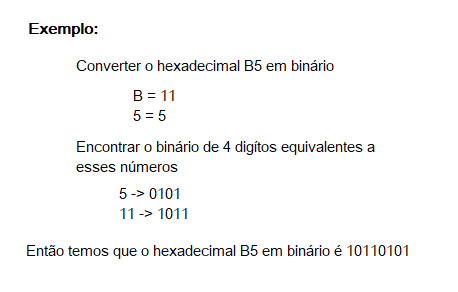 Exemplo:
Converter o hexadecimal B5 em binário
B = 11
5 = 5
Encontrar o binário de 4 digítos equivalentes a
esses números
5 -> 0101
11 -> 1011
Então temos que o hexadecimal B5 em binário é 10110101